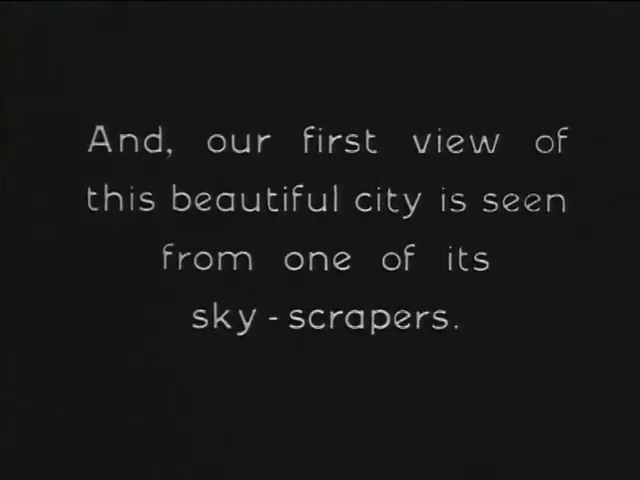 And, our first view of
this beautiful city is seen
from one of its
sky-scrapers.